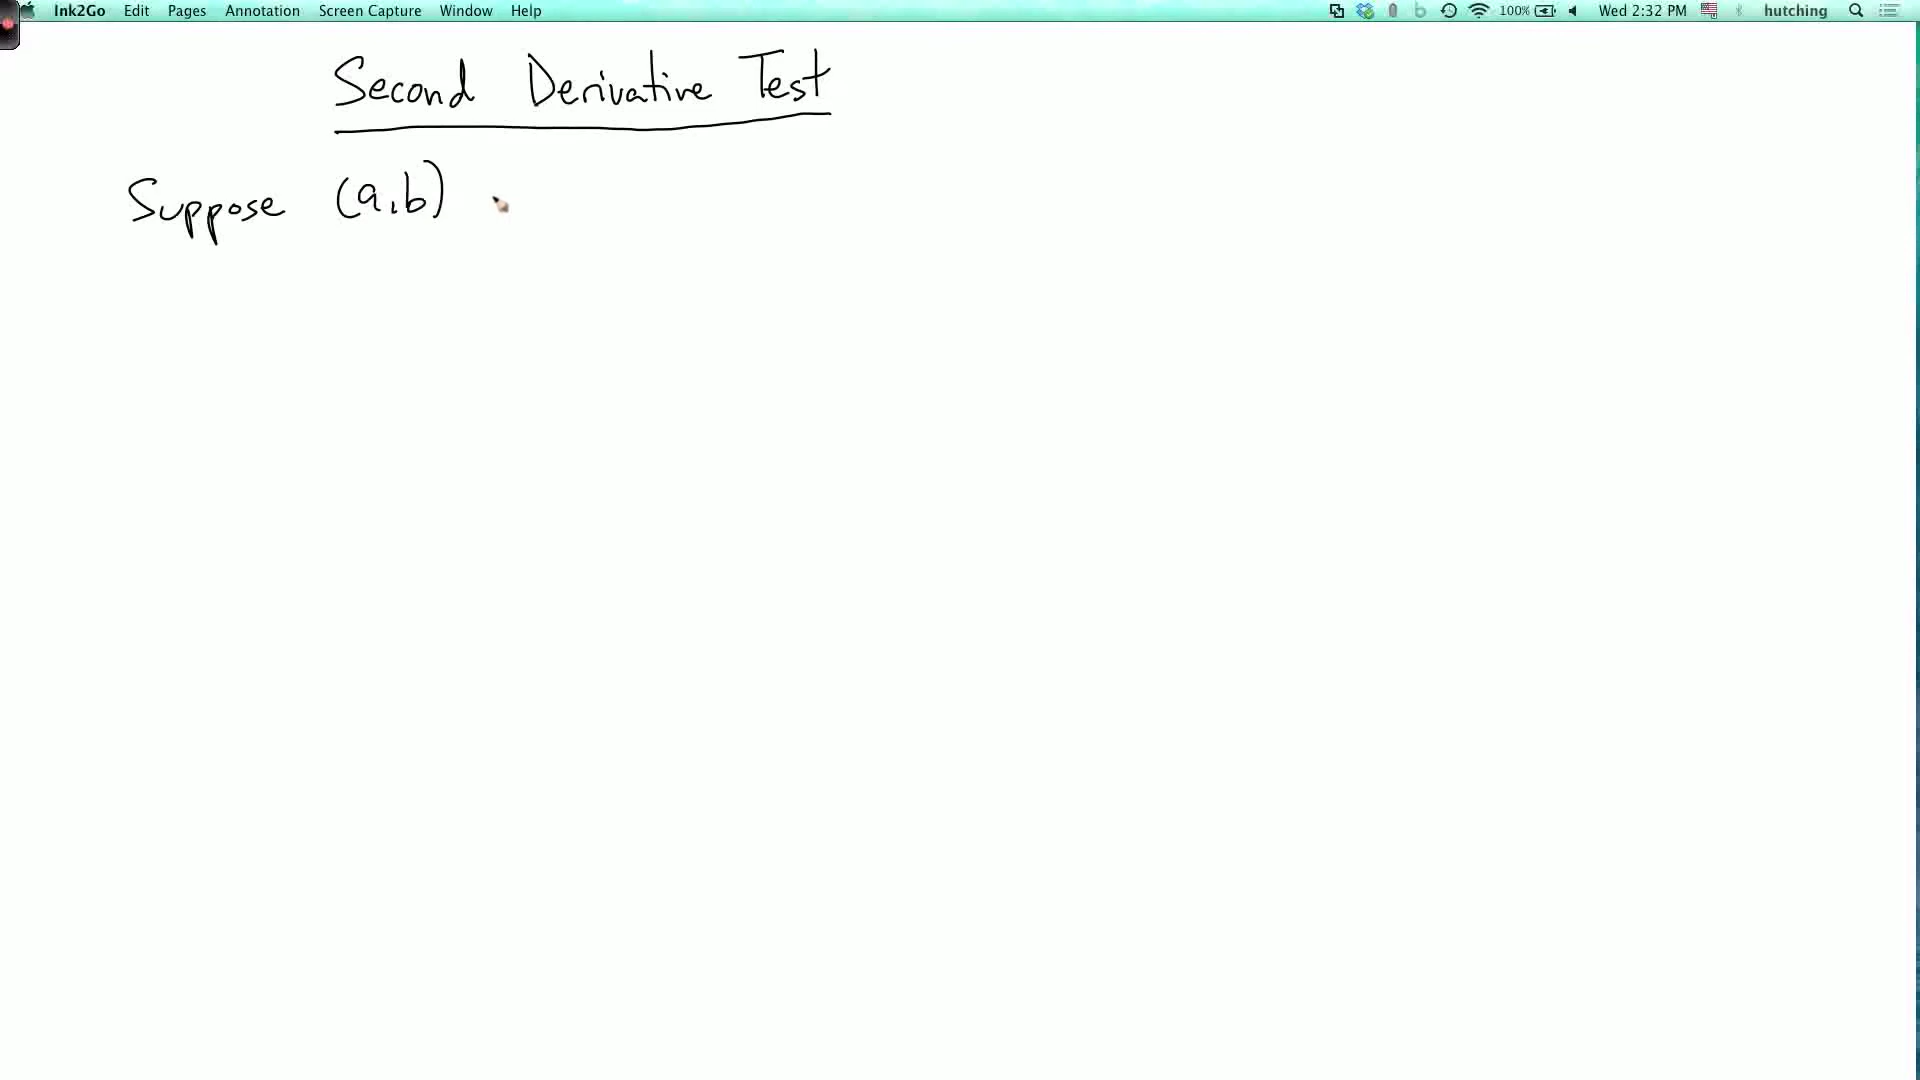 Ink2Go Edit Pages Annotation Screen Capture Window Help 100% Wed 2:32 PM hutching
Second Derivative Test
Suppose (a,b)